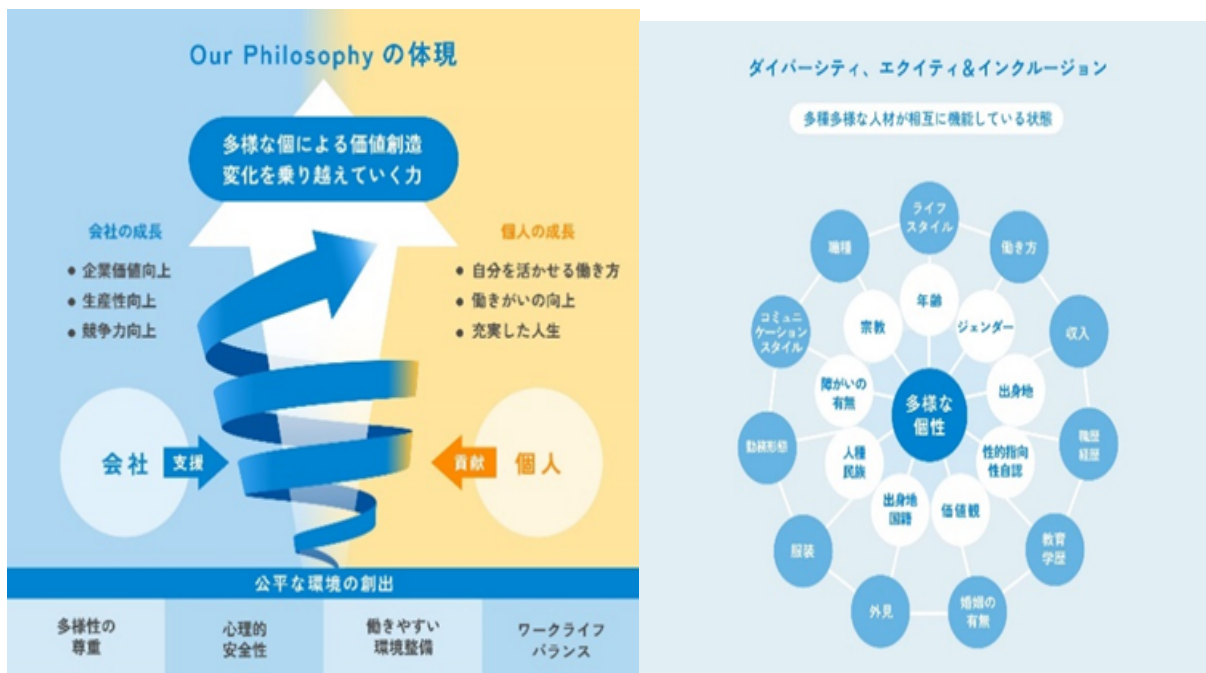 Our Philosophy の体現
多様な個による価値創造
変化を乗り越えていく力
会社の成長
● 企業価値向上
● 生産性向上
● 競争力向上
個人の成長
● 自分を活かせる働き方
● 働きがいの向上
● 充実した人生
会社
支援
貢献
個人
公平な環境の創出
多様性の
尊重
心理的
安全性
働きやすい
環境整備
ワークライフ
バランス
ダイバーシティ、エクイティ&インクルージョン
多種多様な人材が相互に機能している状態
ライフ
スタイル
働き方
収入
職歴
経歴
教育
学歴
婚姻の
有無
外見
服装
勤務形態
コミュニ
ケーション
スタイル
職種
年齢
ジェンダー
出身地
性的指向
性自認
価値観
出身地
国籍
人種
民族
障がいの
有無
宗教
多様な
個性